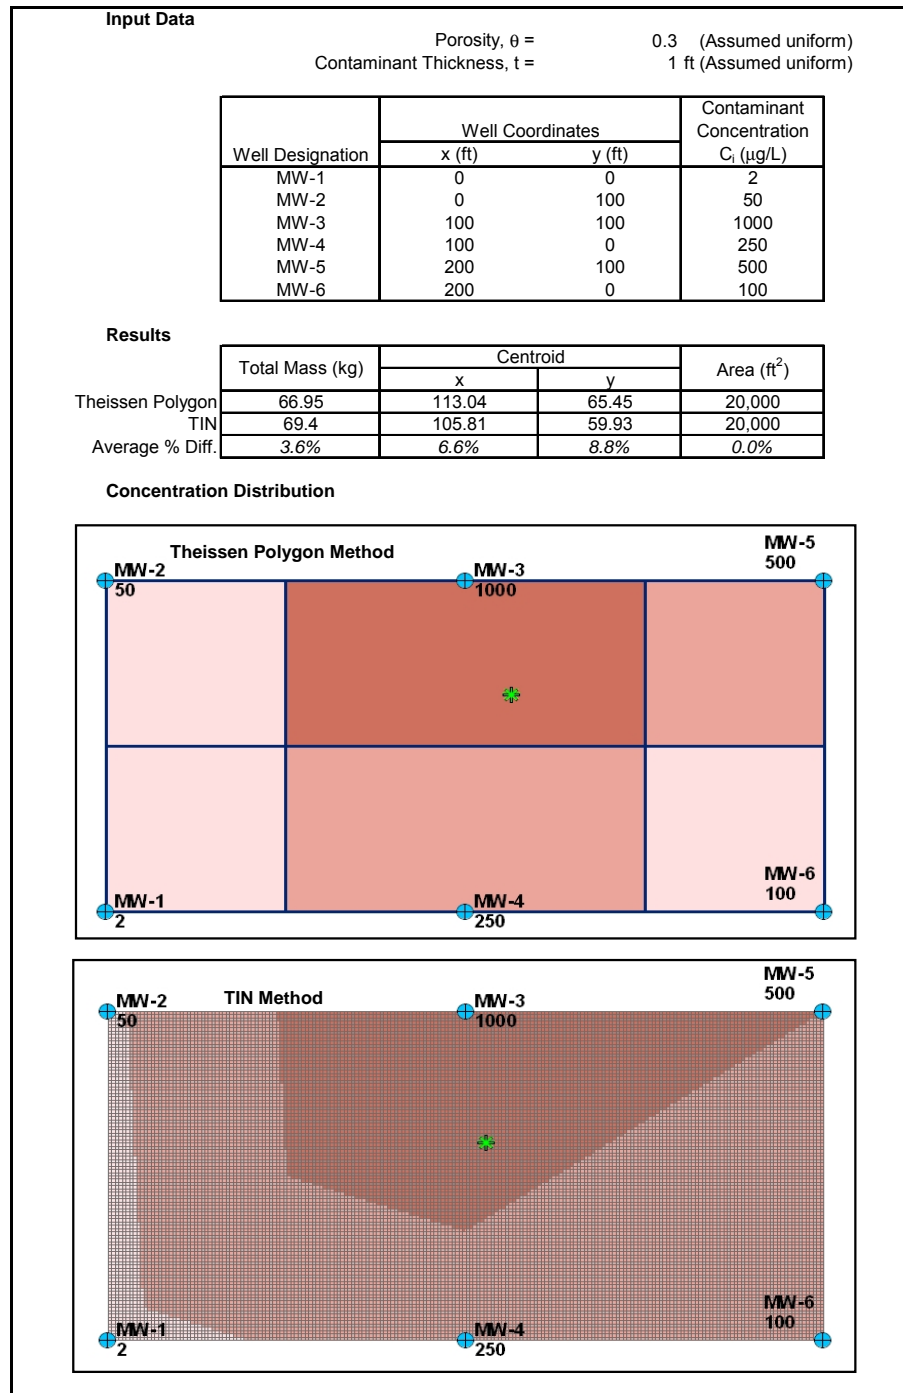 Input Data
Porosity, θ = 0.3 (Assumed uniform)
Contaminant Thickness, t = 1 ft (Assumed uniform)
Well Designation Well Coordinates Contaminant Concentration
x (ft) y (ft) Cᵢ (μg/L)
MW-1 0 0 2
MW-2 0 100 50
MW-3 100 100 1000
MW-4 100 0 250
MW-5 200 100 500
MW-6 200 0 100
Results
Total Mass (kg) Centroid Area (ft²)
x y
Theissen Polygon 66.95 113.04 65.45 20,000
TIN 69.4 105.81 59.93 20,000
Average % Diff. 3.6% 6.6% 8.8% 0.0%
Concentration Distribution
Theissen Polygon Method
MW-2
50
MW-3
1000
MW-5
500
MW-1
2
MW-4
250
MW-6
100
TIN Method
MW-2
50
MW-3
1000
MW-5
500
MW-1
2
MW-4
250
MW-6
100